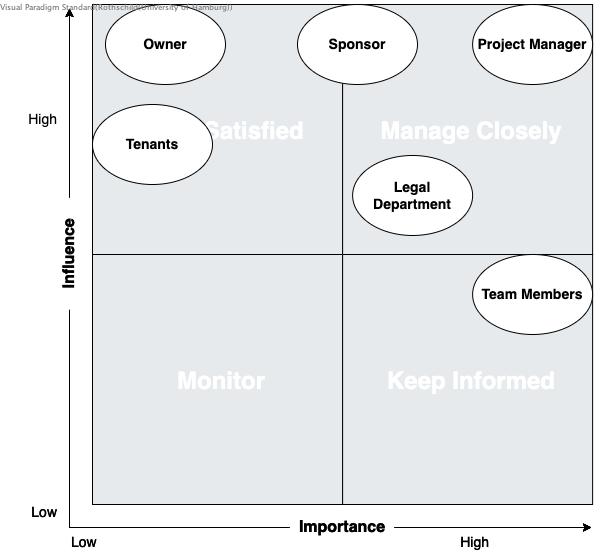 Visual Paradigm Standard(Rothschild(University of Hamburg))
Owner
Sponsor
Project Manager
High
Satisfied
Manage Closely
Tenants
Legal
Department
Influence
Team Members
Monitor
Keep Informed
Low
Importance
Low
High